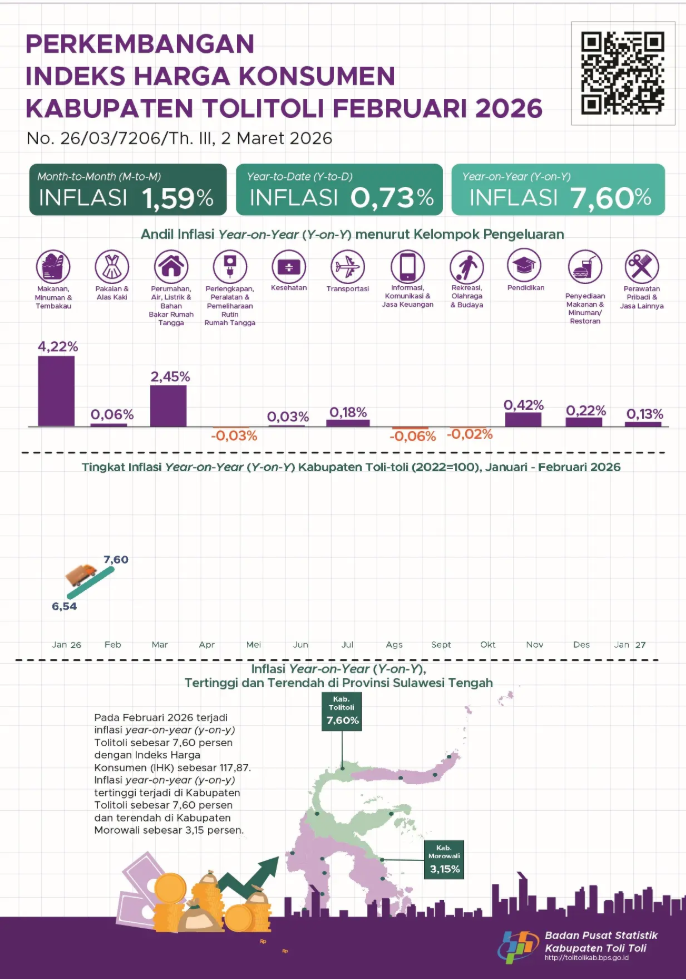 PERKEMBANGAN
INDEKS HARGA KONSUMEN
KABUPATEN TOLITOLI FEBRUARI 2026
No. 26/03/7206/Th. III, 2 Maret 2026
Month-to-Month (M-to-M)
INFLASI 1,59%
Year-to-Date (Y-to-D)
INFLASI 0,73%
Year-on-Year (Y-on-Y)
INFLASI 7,60%
Andil Inflasi Year-on-Year (Y-on-Y) menurut Kelompok Pengeluaran
Makanan,
Minuman &
Tembakau
Pakaian &
Alas Kaki
Perumahan,
Air, Listrik &
Bahan
Bakar Rumah
Tangga
Perlengkapan,
Peralatan &
Pemeliharaan
Rutin
Rumah Tangga
Kesehatan
Transportasi
Informasi,
Komunikasi &
Jasa Keuangan
Rekreasi,
Olahraga
& Budaya
Pendidikan
Penyediaan
Makanan &
Minuman/
Restoran
Perawatan
Pribadi &
Jasa Lainnya
4,22%
0,06%
2,45%
-0,03%
0,03%
0,18%
-0,06%
-0,02%
0,42%
0,22%
0,13%
Tingkat Inflasi Year-on-Year (Y-on-Y) Kabupaten Toli-toli (2022=100), Januari - Februari 2026
7,60
6,54
Jan 26 Feb Mar Apr Mei Jun Jul Ags Sept Okt Nov Des Jan 27
Inflasi Year-on-Year (Y-on-Y),
Tertinggi dan Terendah di Provinsi Sulawesi Tengah
Kab.
Tolitoli
7,60%
Pada Februari 2026 terjadi
inflasi year-on-year (y-on-y)
Tolitoli sebesar 7,60 persen
dengan Indeks Harga
Konsumen (IHK) sebesar 117,87.
Inflasi year-on-year (y-on-y)
tertinggi terjadi di Kabupaten
Tolitoli sebesar 7,60 persen
dan terendah di Kabupaten
Morowali sebesar 3,15 persen.
Kab.
Morowali
3,15%
Rp
Rp
Badan Pusat Statistik
Kabupaten Toli Toli
http://tolitolikab.bps.go.id